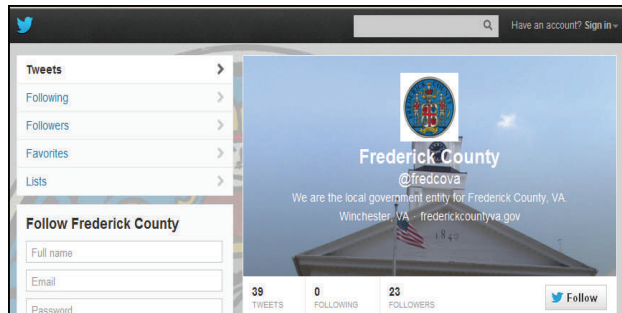 Have an account? Sign in
Tweets
Following
Followers
Favorites
Lists
Follow Frederick County
Full name
Email
Password
Frederick County
@fredcova
We are the local government entity for Frederick County, VA.
Winchester, VA · frederickcountyva.gov
1840
39
TWEETS
0
FOLLOWING
23
FOLLOWERS
Follow